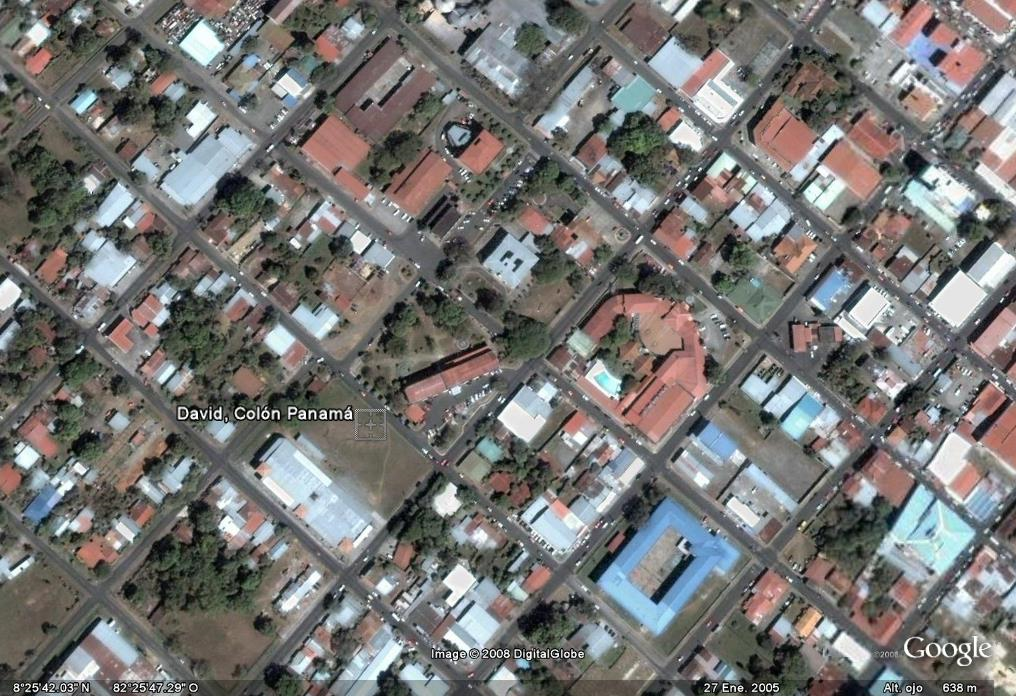 David, Colón Panamá
Image © 2008 DigitalGlobe
©2008 Google
8°25'42.03" N 82°25'47.29" O 27 Ene. 2005 Alt. ojo 638 m